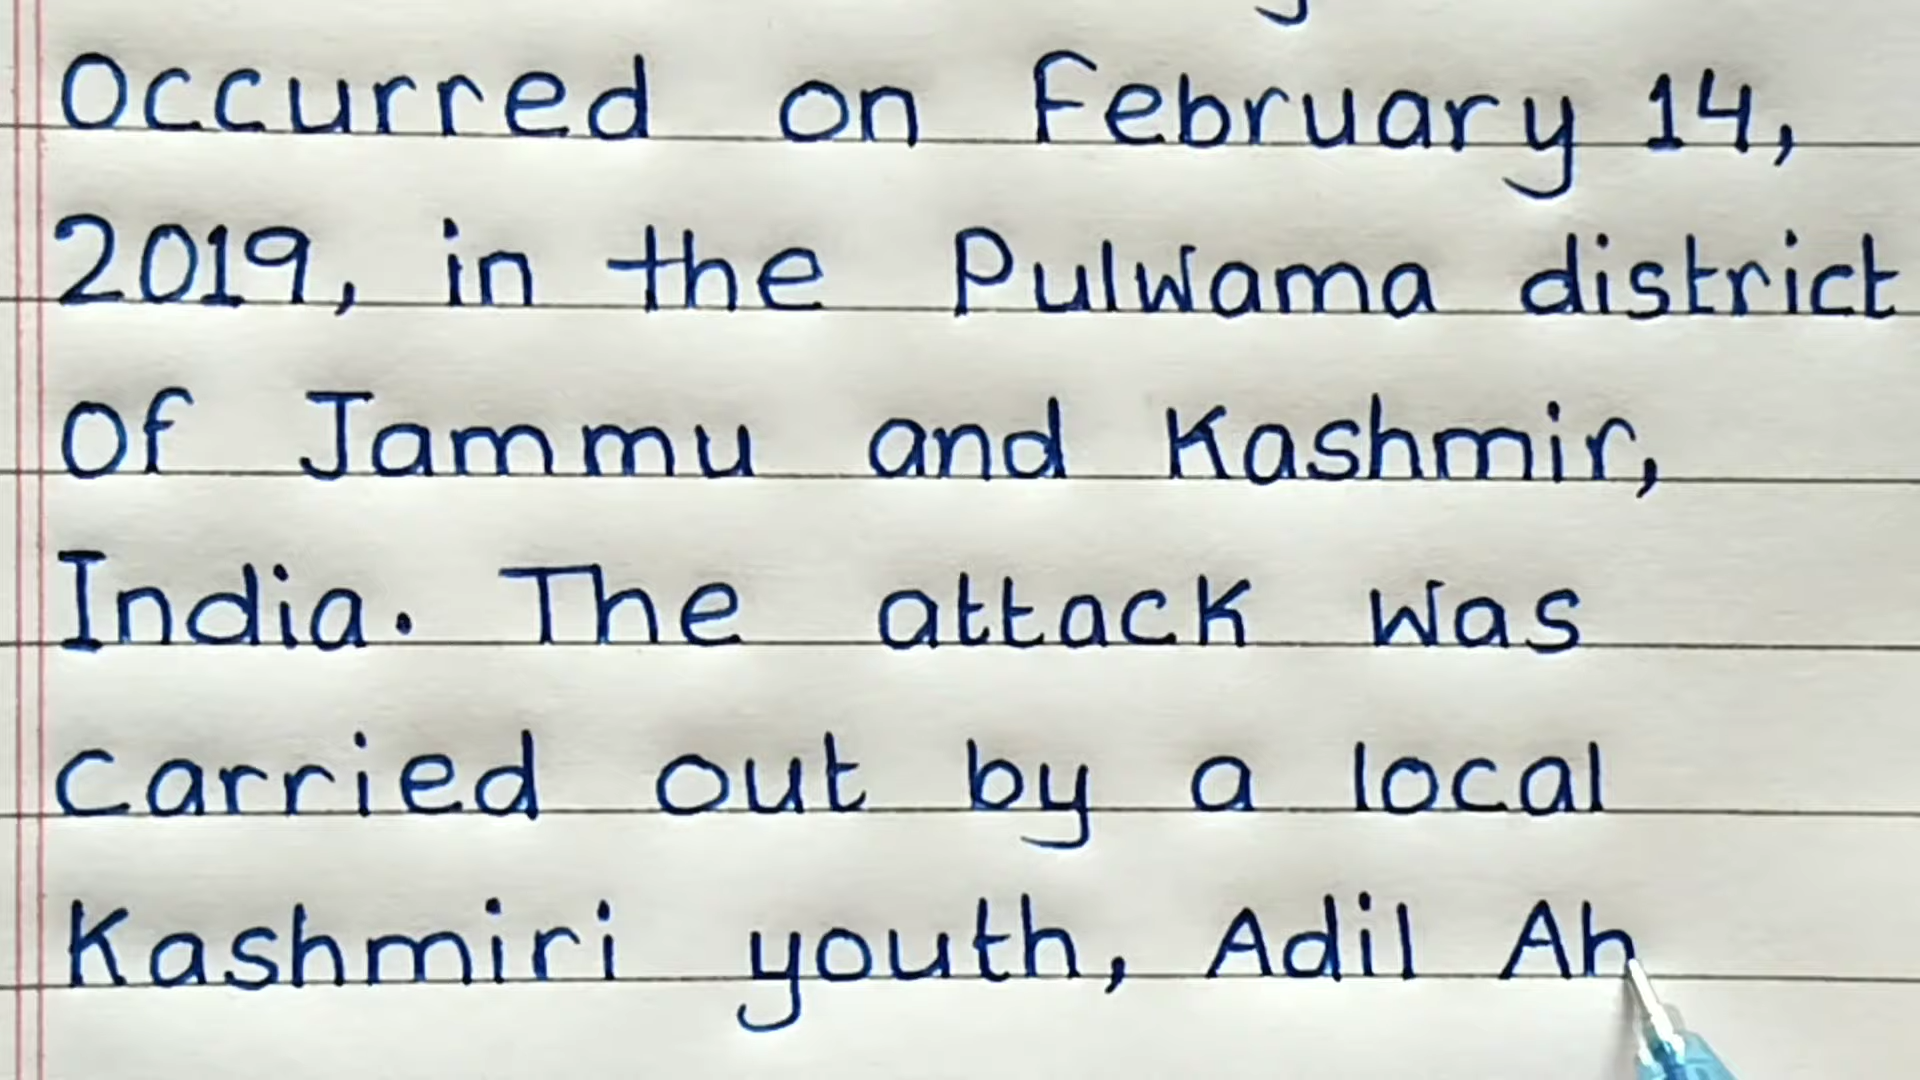 Occurred on February 14,
2019, in the Pulwama district
Of Jammu and Kashmir,
India. The attack was
carried out by a local
Kashmiri youth, Adil Ah